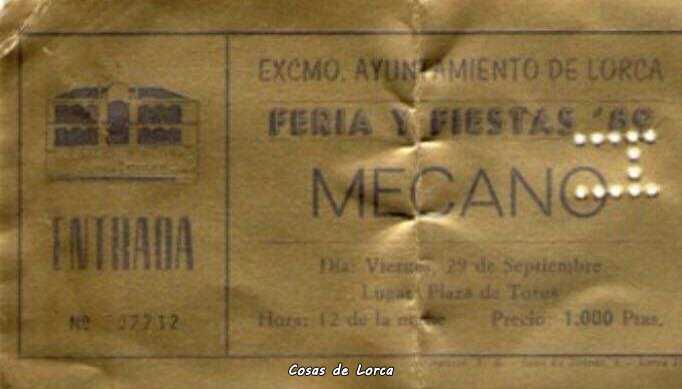 EXCMO. AYUNTAMIENTO DE LORCA
FERIA Y FIESTAS '89
MECANO
ENTRADA
Día: Viernes, 29 de Septiembre
Lugar: Plaza de Toros
Nº
Hora: 12 de la noche Precio: 1.000 Ptas.
Cosas de Lorca